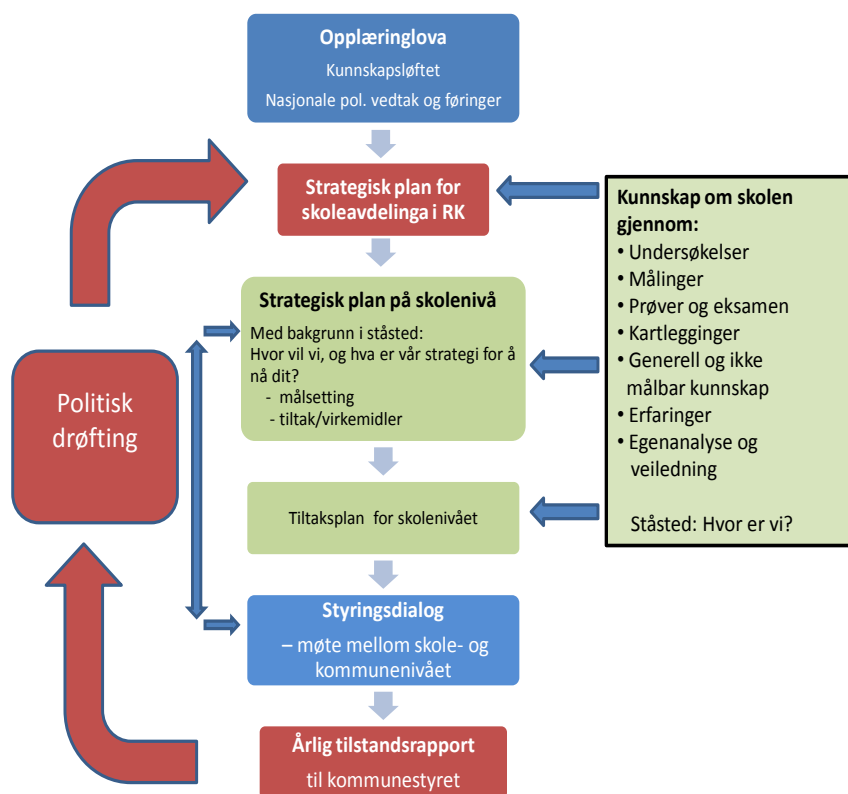 Opplæringlova
Kunnskapsløftet
Nasjonale pol. vedtak og føringer
Strategisk plan for
skoleavdelinga i RK
Kunnskap om skolen
gjennom:
• Undersøkelser
• Målinger
• Prøver og eksamen
• Kartlegginger
• Generell og ikke
målbar kunnskap
• Erfaringer
• Egenanalyse og
veiledning
Ståsted: Hvor er vi?
Strategisk plan på skolenivå
Med bakgrunn i ståsted:
Hvor vil vi, og hva er vår strategi for å
nå dit?
- målsetting
- tiltak/virkemidler
Politisk
drøfting
Tiltaksplan for skolenivået
Styringsdialog
– møte mellom skole- og
kommunenivået
Årlig tilstandsrapport
til kommunestyret